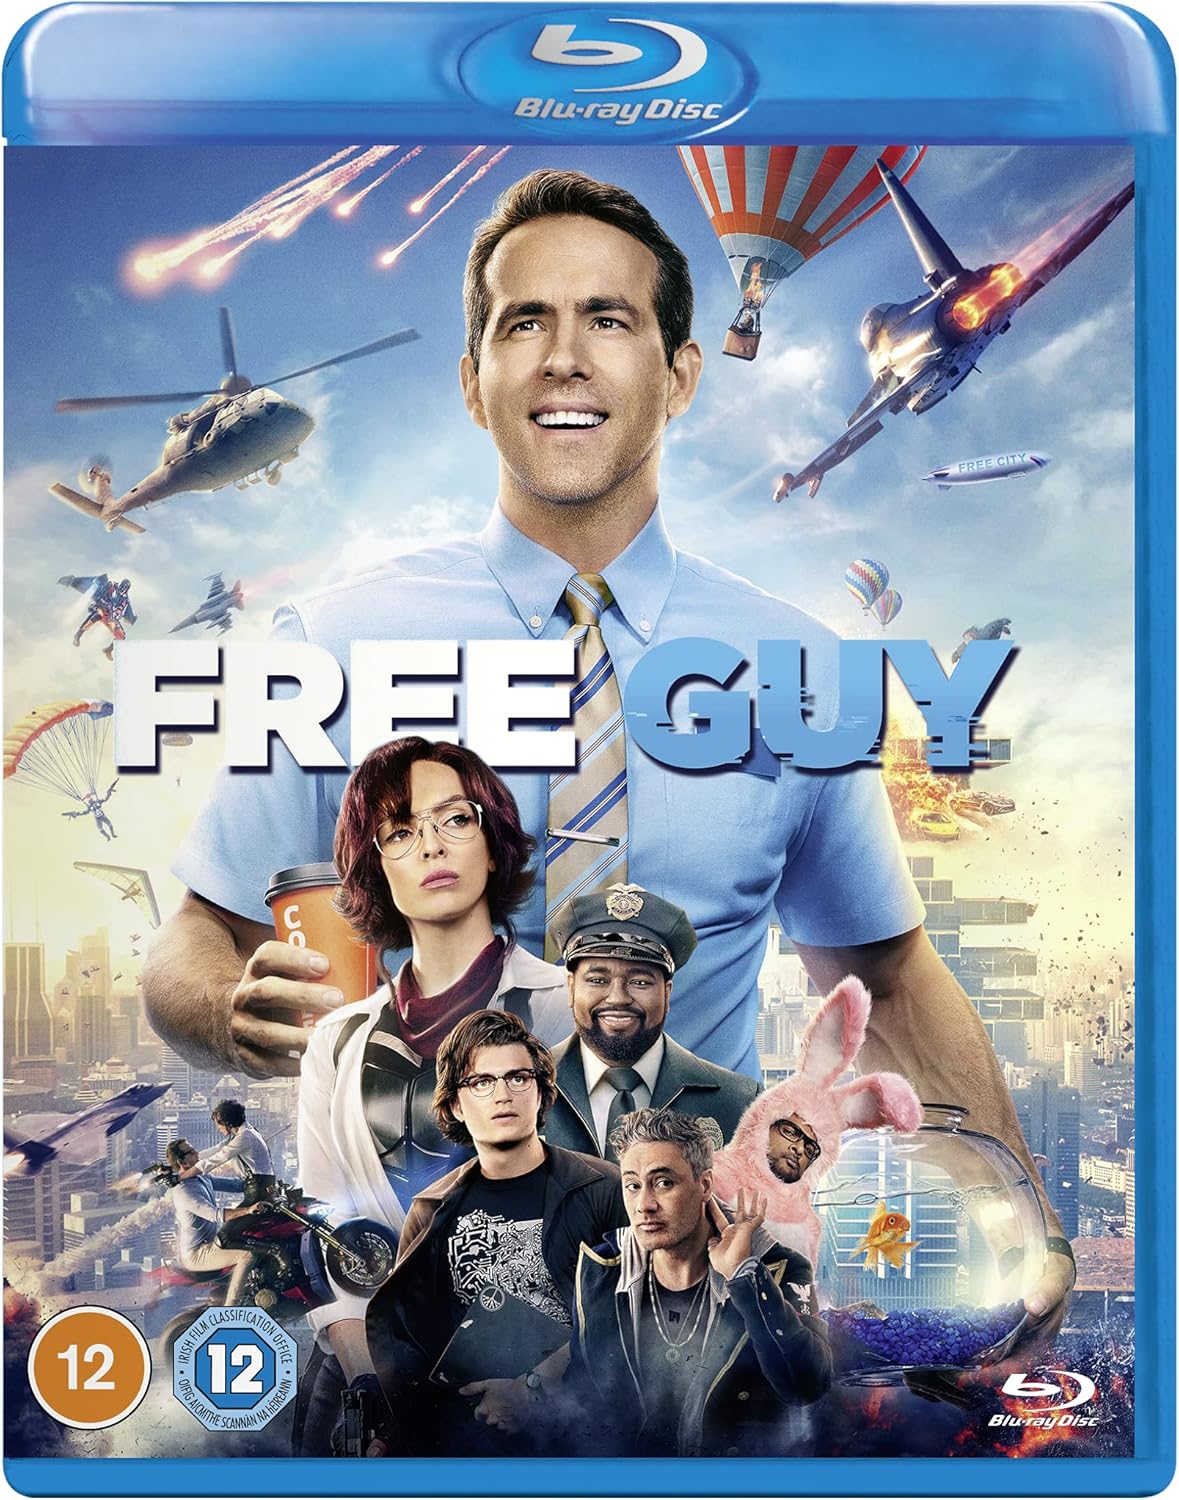 Blu-ray Disc
FREE CITY
FREE GUY
CO
12
IRISH FILM CLASSIFICATION OFFICE
12
OIFIG AICMITHE SCANNÁN NA hÉIREANN
Blu-ray Disc